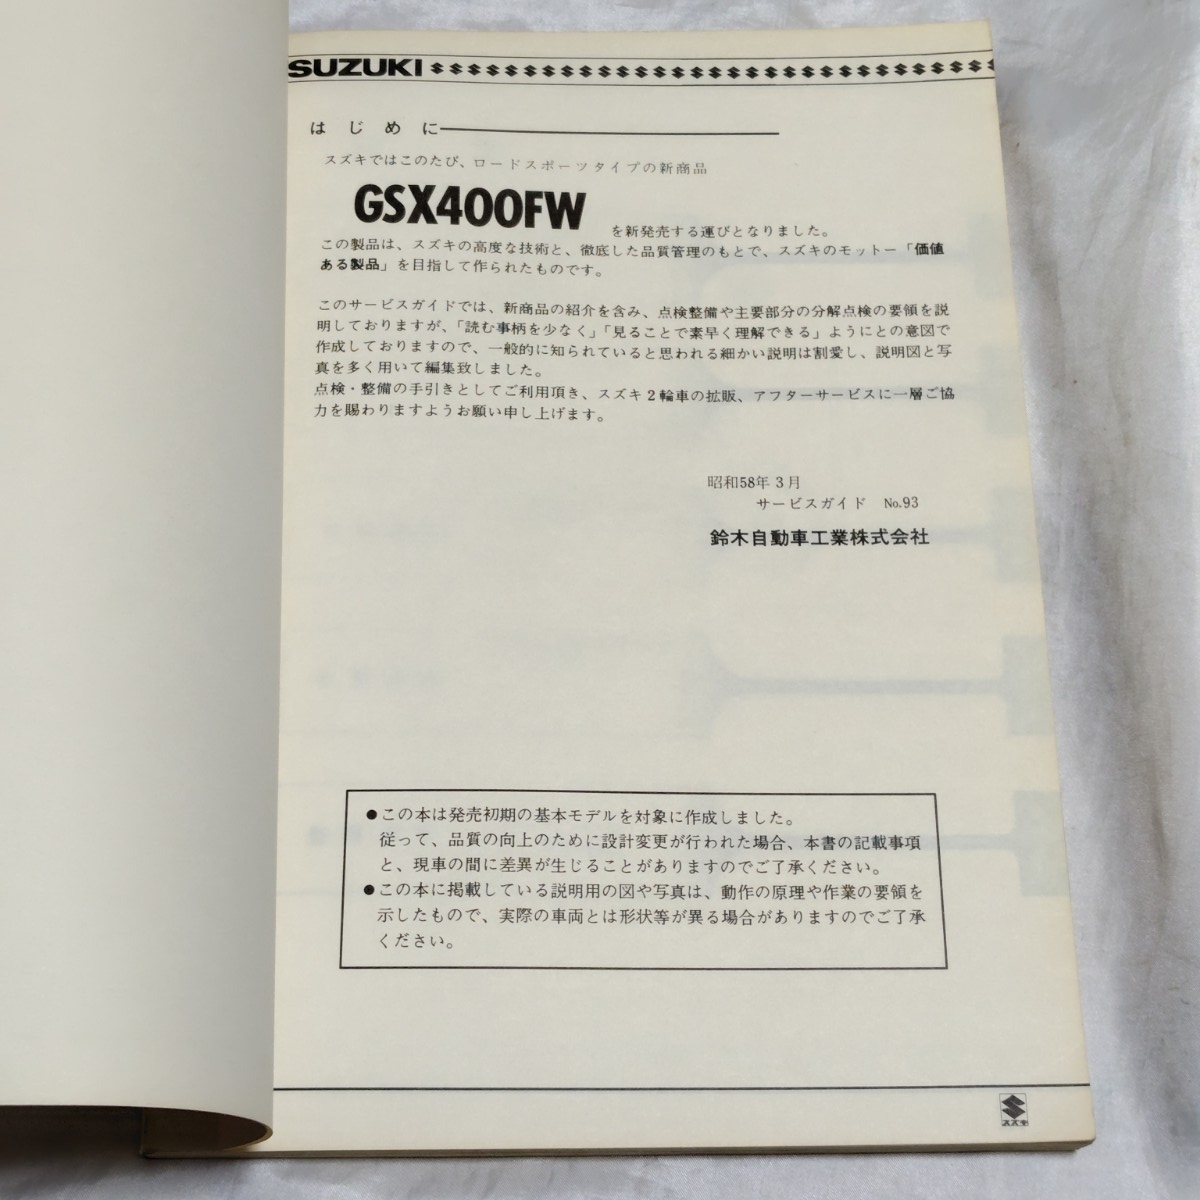 SUZUKI
はじめに
スズキではこのたび、ロードスポーツタイプの新商品
GSX400FW
を新発売する運びとなりました。
この製品は、スズキの高度な技術と、徹底した品質管理のもとで、スズキのモットー「価値
ある製品」を目指して作られたものです。
このサービスガイドでは、新商品の紹介を含み、点検整備や主要部分の分解点検の要領を説
明しておりますが、「読む事柄を少なく」「見ることで素早く理解できる」ようにとの意図で
作成しておりますので、一般的に知られていると思われる細かい説明は割愛し、説明図と写
真を多く用いて編集致しました。
点検・整備の手引きとしてご利用頂き、スズキ2輪車の拡販、アフターサービスに一層ご協
力を賜わりますようお願い申し上げます。
昭和58年3月
サービスガイド No.93
鈴木自動車工業株式会社
●この本は発売初期の基本モデルを対象に作成しました。
従って、品質の向上のために設計変更が行われた場合、本書の記載事項
と、現車の間に差異が生じることがありますのでご了承ください。
●この本に掲載している説明用の図や写真は、動作の原理や作業の要領を
示したもので、実際の車両とは形状等が異る場合がありますのでご了承
ください。
スズキ